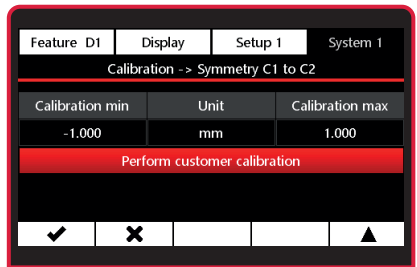 Feature D1 Display Setup 1 System 1
Calibration -> Symmetry C1 to C2
Calibration min Unit Calibration max
-1.000 mm 1.000
Perform customer calibration